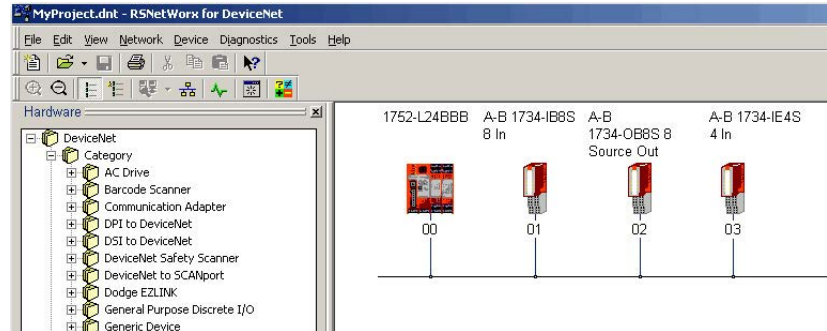 MyProject.dnt - RSNetWorx for DeviceNet
File Edit View Network Device Diagnostics Tools Help
Hardware
DeviceNet
Category
AC Drive
Barcode Scanner
Communication Adapter
DPI to DeviceNet
DSI to DeviceNet
DeviceNet Safety Scanner
DeviceNet to SCANport
Dodge EZLINK
General Purpose Discrete I/O
Generic Device
1752-L24BBB A-B 1734-IB8S A-B A-B 1734-IE4S
8 In 1734-OB8S 8 4 In
Source Out
00 01 02 03